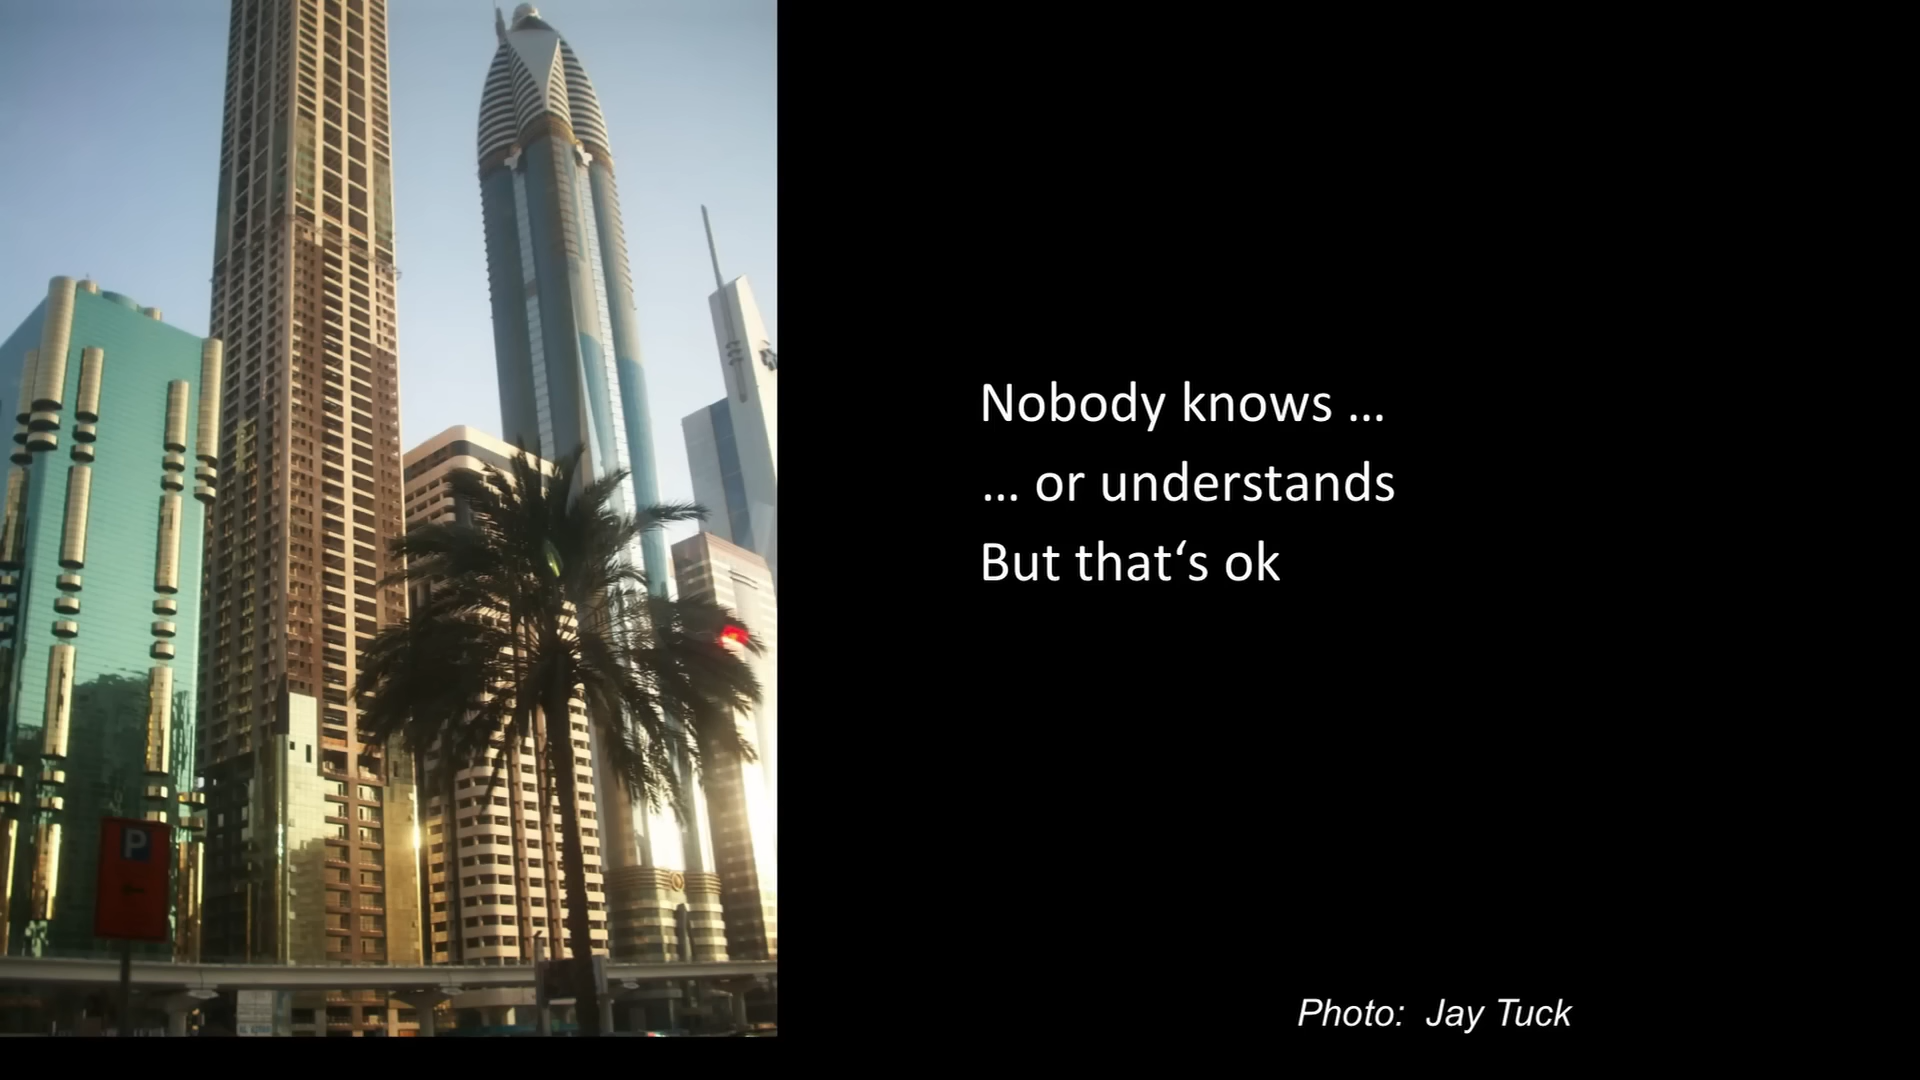 Nobody knows ...
... or understands
But that‘s ok
P
Photo: Jay Tuck